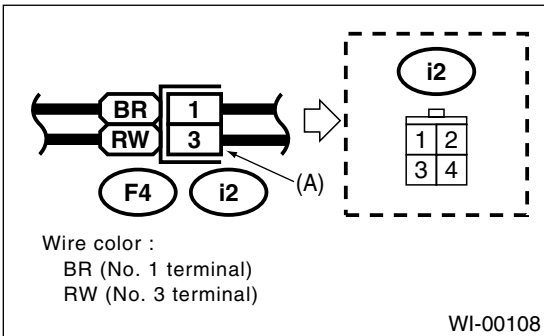 i2
BR 1
RW 3
1 2
3 4
F4 i2 (A)
Wire color :
BR (No. 1 terminal)
RW (No. 3 terminal)
WI-00108